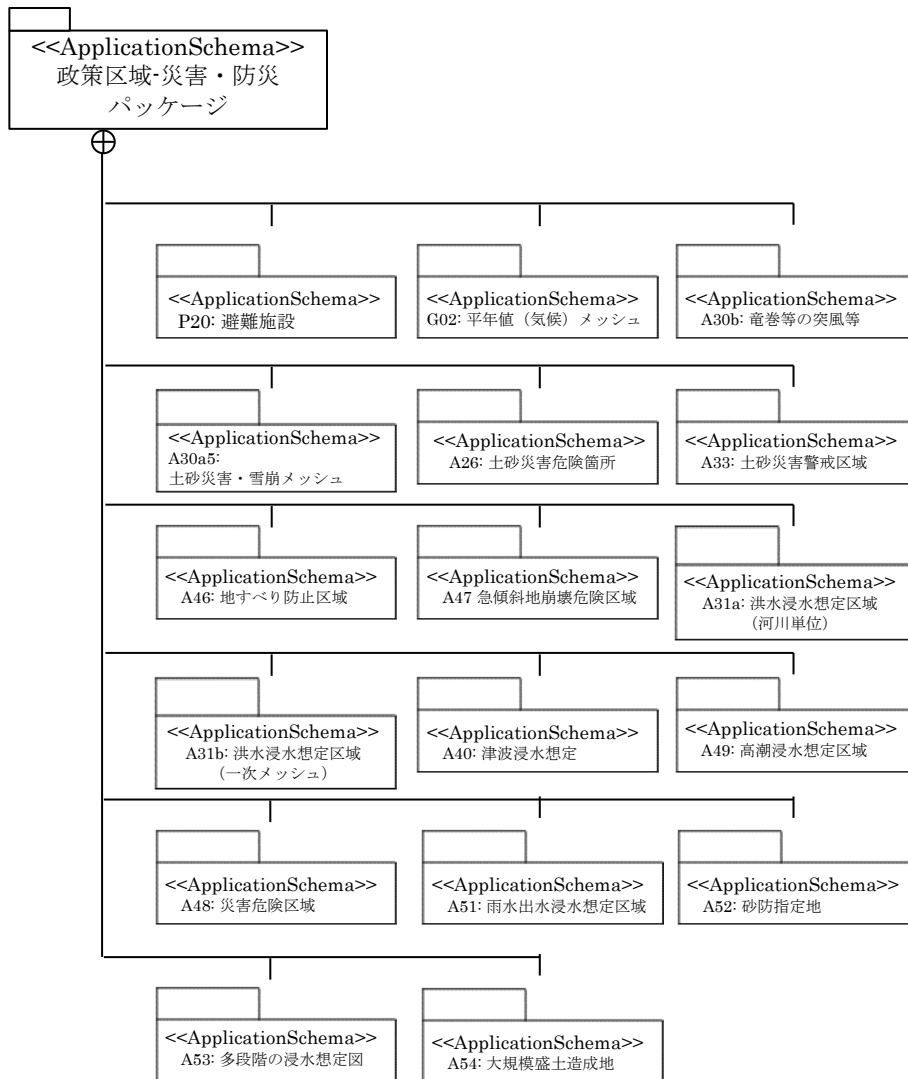 <<ApplicationSchema>>
政策区域-災害・防災
パッケージ
<<ApplicationSchema>>
P20: 避難施設
<<ApplicationSchema>>
G02: 平年値（気候）メッシュ
<<ApplicationSchema>>
A30b: 竜巻等の突風等
<<ApplicationSchema>>
A30a5:
土砂災害・雪崩メッシュ
<<ApplicationSchema>>
A26: 土砂災害危険箇所
<<ApplicationSchema>>
A33: 土砂災害警戒区域
<<ApplicationSchema>>
A46: 地すべり防止区域
<<ApplicationSchema>>
A47 急傾斜地崩壊危険区域
<<ApplicationSchema>>
A31a: 洪水浸水想定区域
（河川単位）
<<ApplicationSchema>>
A31b: 洪水浸水想定区域
（一次メッシュ）
<<ApplicationSchema>>
A40: 津波浸水想定
<<ApplicationSchema>>
A49: 高潮浸水想定区域
<<ApplicationSchema>>
A48: 災害危険区域
<<ApplicationSchema>>
A51: 雨水出水浸水想定区域
<<ApplicationSchema>>
A52: 砂防指定地
<<ApplicationSchema>>
A53: 多段階の浸水想定図
<<ApplicationSchema>>
A54: 大規模盛土造成地